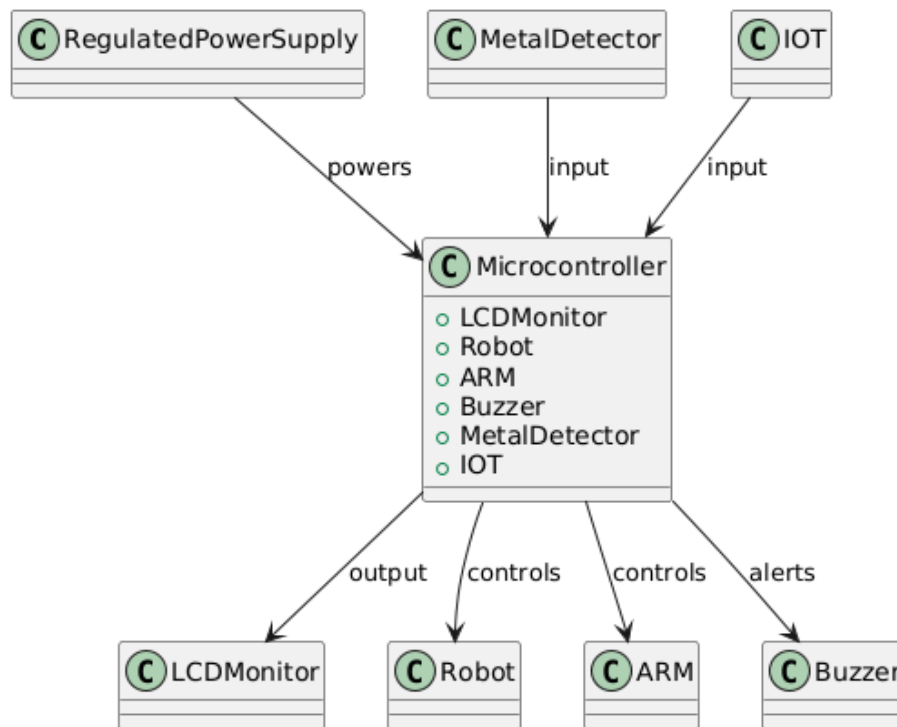 C RegulatedPowerSupply
C MetalDetector
C IOT
powers
input
input
C Microcontroller
LCDMonitor
Robot
ARM
Buzzer
MetalDetector
IOT
output
controls
controls
alerts
C LCDMonitor
C Robot
C ARM
C Buzzer